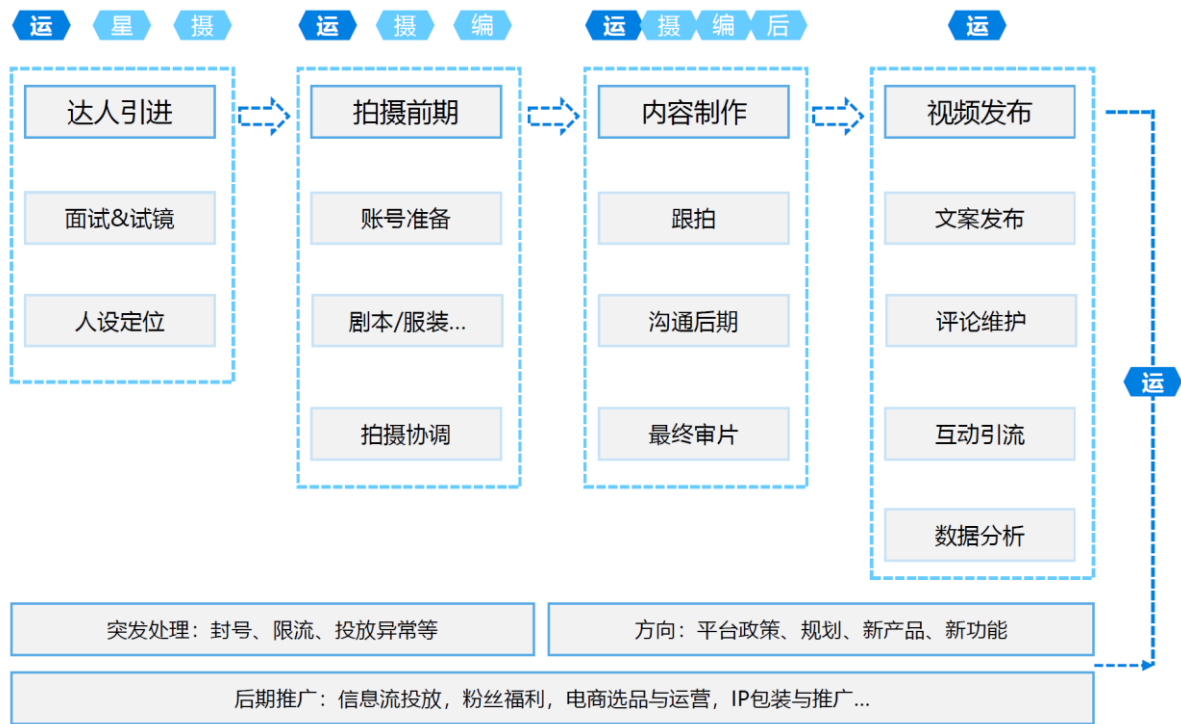 运 星 摄
运 摄 编
运 摄 编 后
运
达人引进
拍摄前期
内容制作
视频发布
面试&试镜
账号准备
跟拍
文案发布
人设定位
剧本/服装...
沟通后期
评论维护
运
拍摄协调
最终审片
互动引流
数据分析
突发处理：封号、限流、投放异常等
方向：平台政策、规划、新产品、新功能
后期推广：信息流投放，粉丝福利，电商选品与运营，IP包装与推广...